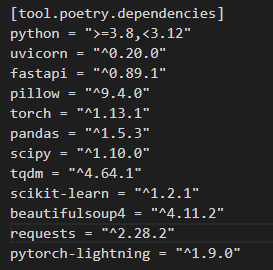 [tool.poetry.dependencies]
python = ">=3.8,<3.12"
uvicorn = "^0.20.0"
fastapi = "^0.89.1"
pillow = "^9.4.0"
torch = "^1.13.1"
pandas = "^1.5.3"
scipy = "^1.10.0"
tqdm = "^4.64.1"
scikit-learn = "^1.2.1"
beautifulsoup4 = "^4.11.2"
requests = "^2.28.2"
pytorch-lightning = "^1.9.0"